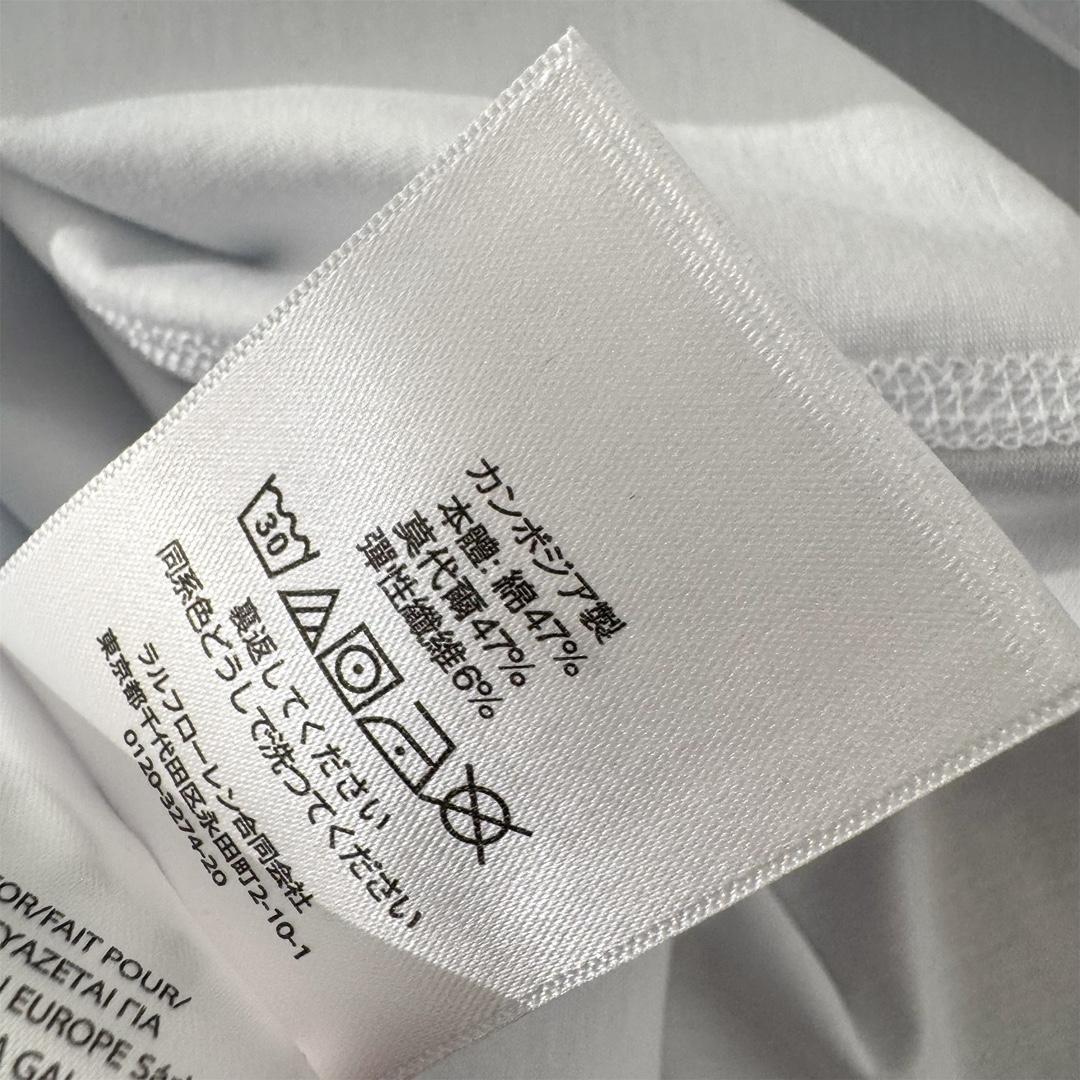 カンボジア製
本體: 綿47%
莫代爾47%
彈性纖維6%
30
裏返してください
同系色どうしで洗ってください
ラルフローレン合同会社
東京都千代田区永田町2-10-1
0120-3274-20
OR/FAIT POUR/
ΓΙΑ
EUROPE